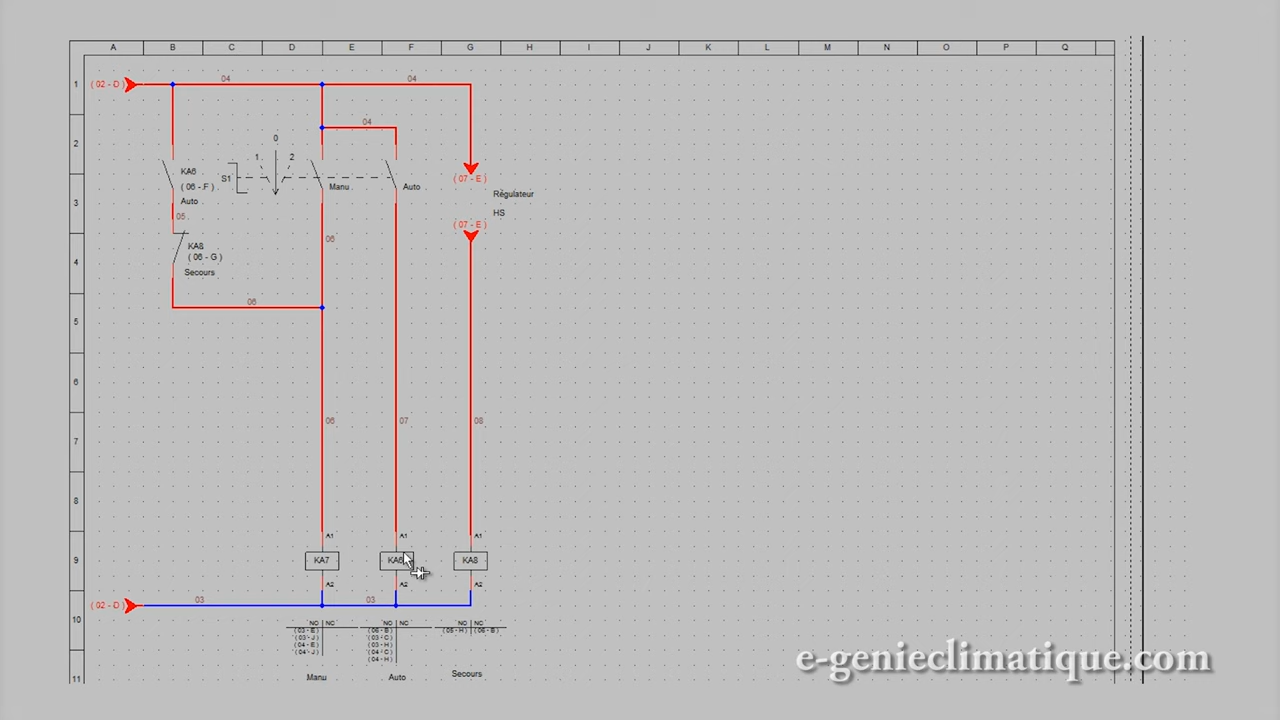 A B C D E F G H I J K L M N O P Q
1
( 02 - D )
04
04
04
2
0
1
2
KA6
( 06 - F )
Auto
S1
Manu
Auto
( 07 - E )
Régulateur
HS
3
05
( 07 - E )
06
KA8
( 06 - G )
Secours
4
06
5
6
06
07
08
7
8
A1
A1
A1
9
KA7
KA6
KA8
A2
A2
A2
( 02 - D )
03
03
10
NO NC
NO NC
NO NC
( 03 - E )
( 06 - B )
( 05 - H )
( 06 - B )
( 03 - J )
( 03 - C )
( 04 - E )
( 03 - H )
( 04 - J )
( 04 - C )
( 04 - H )
11
Manu
Auto
Secours
e-genieclimatique.com